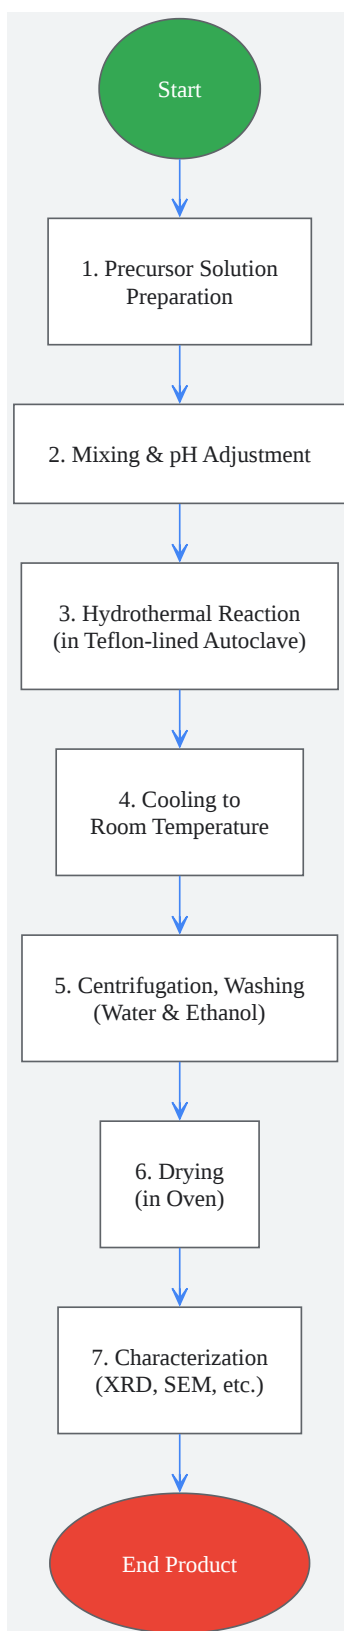 Start
1. Precursor Solution
Preparation
2. Mixing & pH Adjustment
3. Hydrothermal Reaction
(in Teflon-lined Autoclave)
4. Cooling to
Room Temperature
5. Centrifugation, Washing
(Water & Ethanol)
6. Drying
(in Oven)
7. Characterization
(XRD, SEM, etc.)
End Product